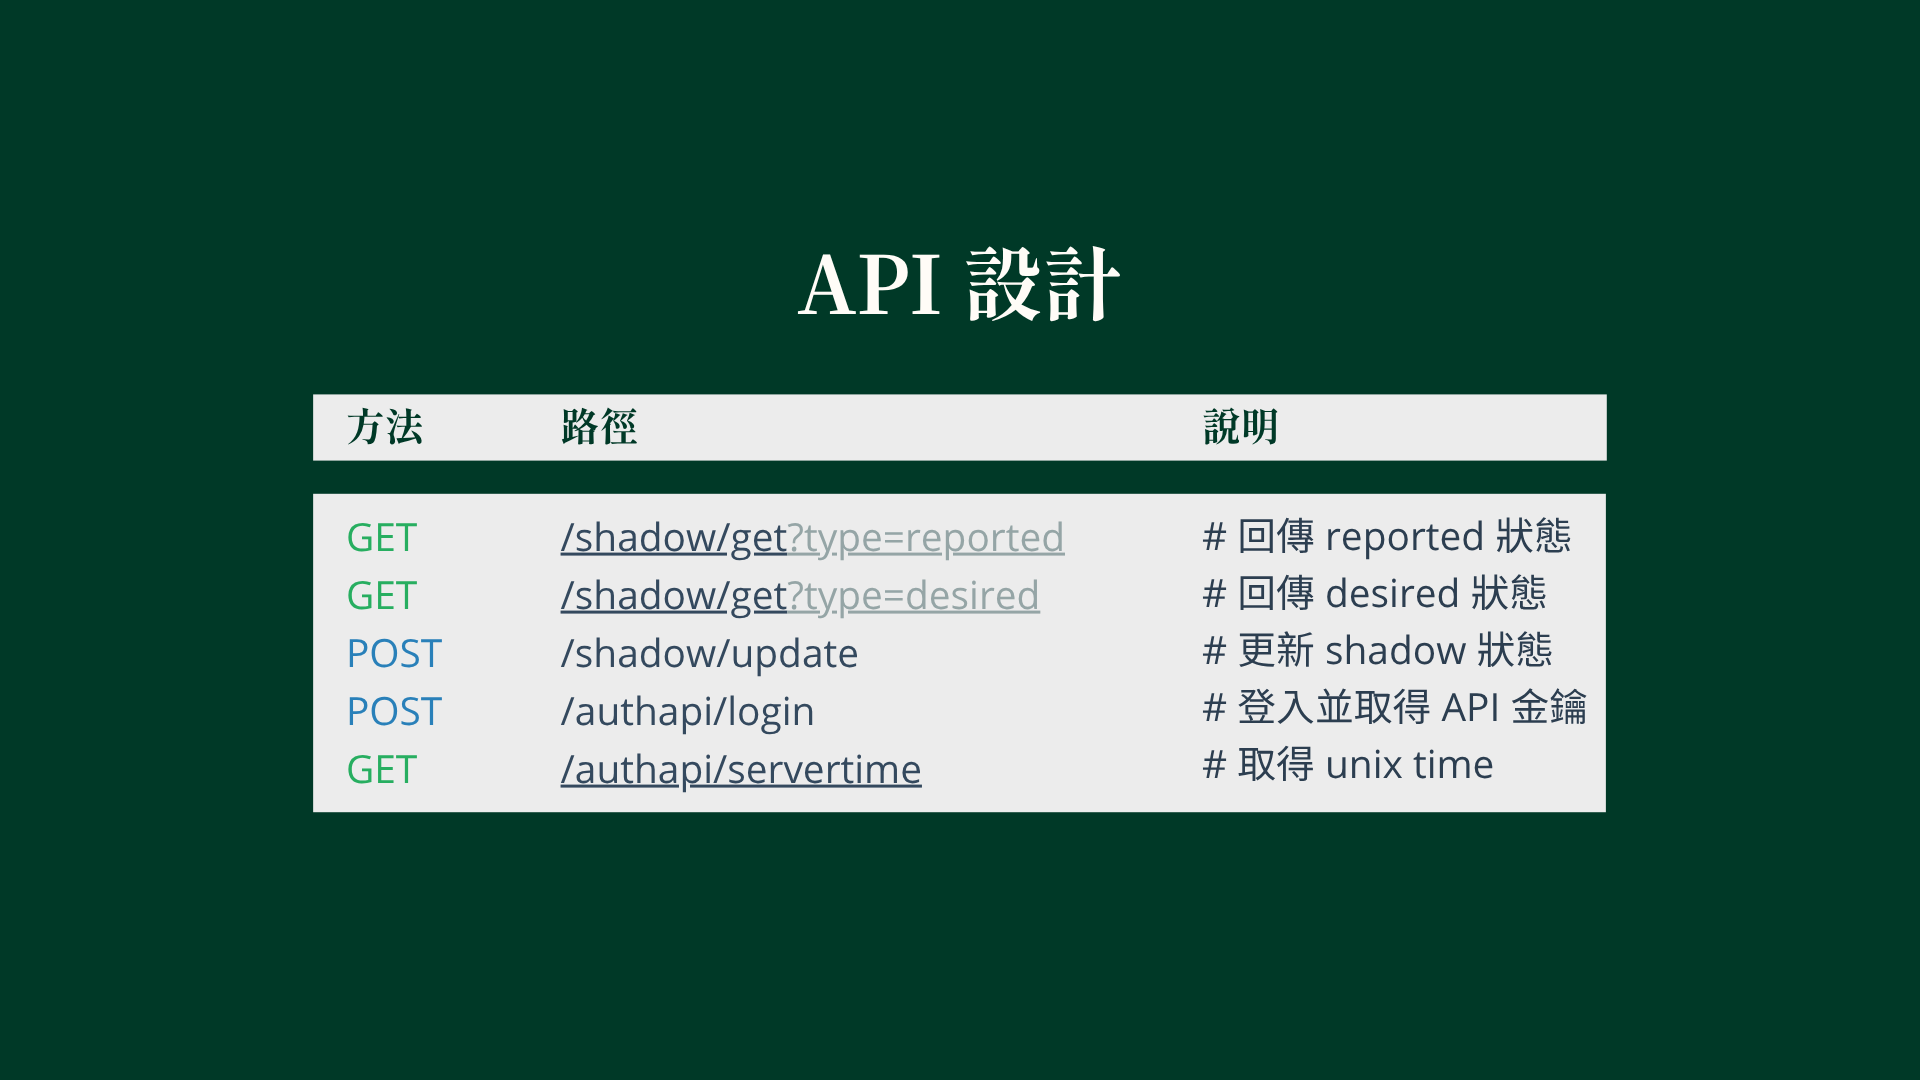 API 設計
方法 路徑 說明
GET /shadow/get?type=reported # 回傳 reported 狀態
GET /shadow/get?type=desired # 回傳 desired 狀態
POST /shadow/update # 更新 shadow 狀態
POST /authapi/login # 登入並取得 API 金鑰
GET /authapi/servertime # 取得 unix time